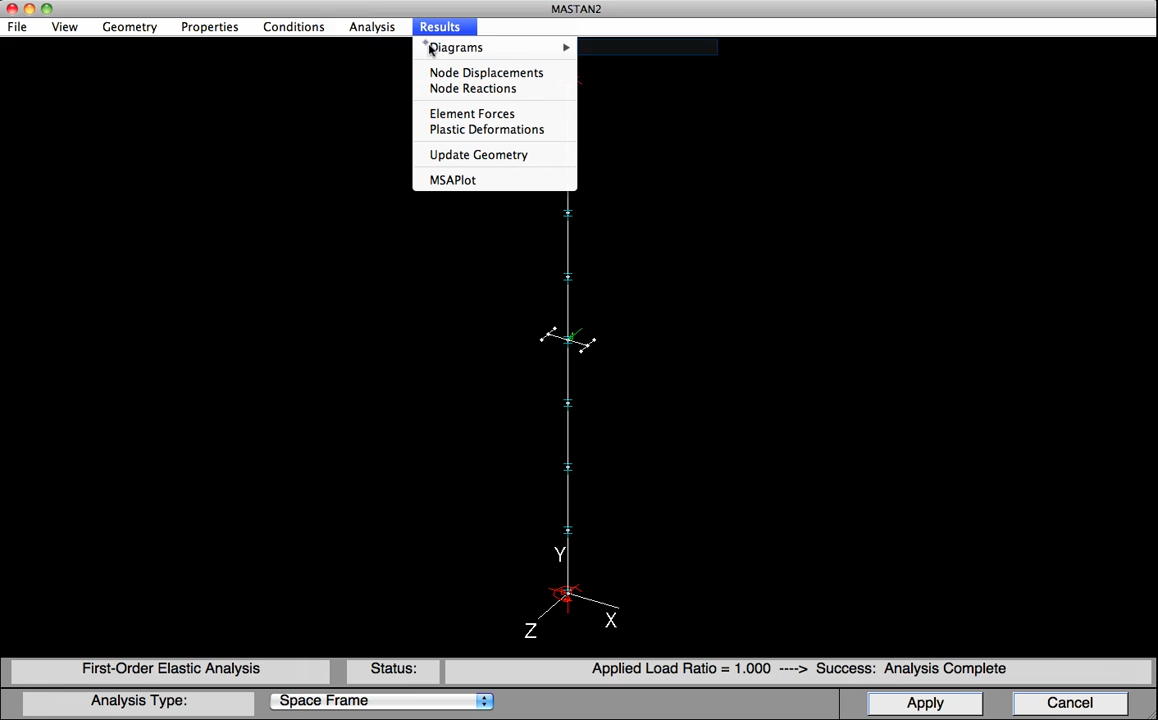 MASTAN2
File View Geometry Properties Conditions Analysis Results
Diagrams
Node Displacements
Node Reactions
Element Forces
Plastic Deformations
Update Geometry
MSAPlot
Y
X
Z
First-Order Elastic Analysis Status: Applied Load Ratio = 1.000 ----> Success: Analysis Complete
Analysis Type: Space Frame Apply Cancel